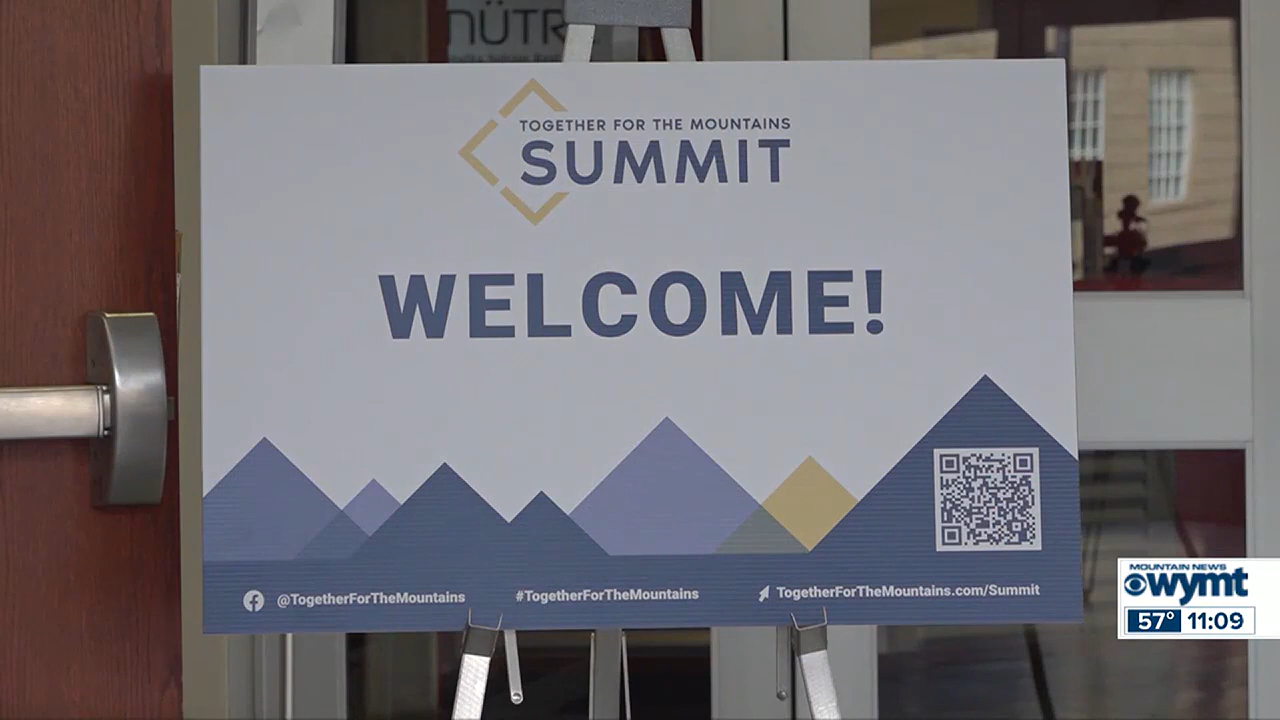 TOGETHER FOR THE MOUNTAINS
SUMMIT
WELCOME!
@TogetherForTheMountains
#TogetherForTheMountains
TogetherForTheMountains.com/Summit
MOUNTAIN NEWS
wymt
57° 11:09